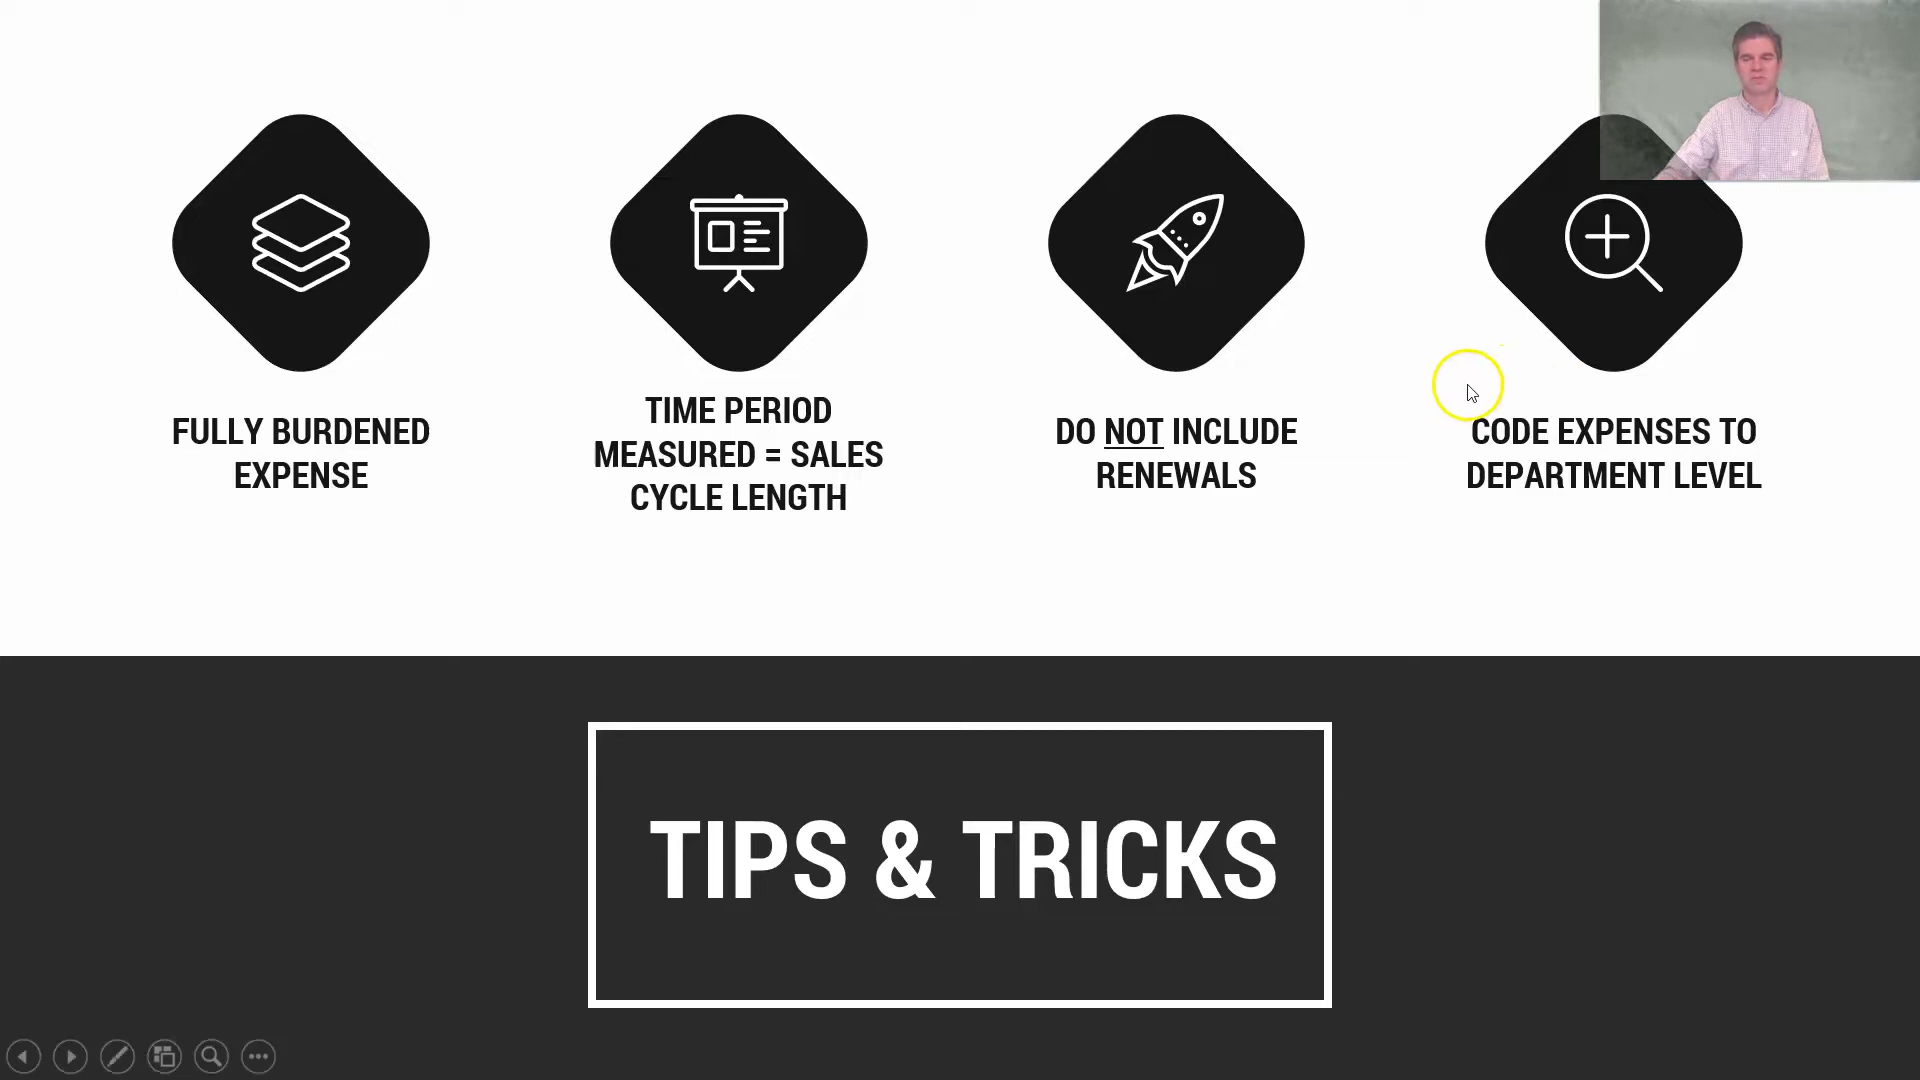 FULLY BURDENED
EXPENSE
TIME PERIOD
MEASURED = SALES
CYCLE LENGTH
DO NOT INCLUDE
RENEWALS
CODE EXPENSES TO
DEPARTMENT LEVEL
TIPS & TRICKS